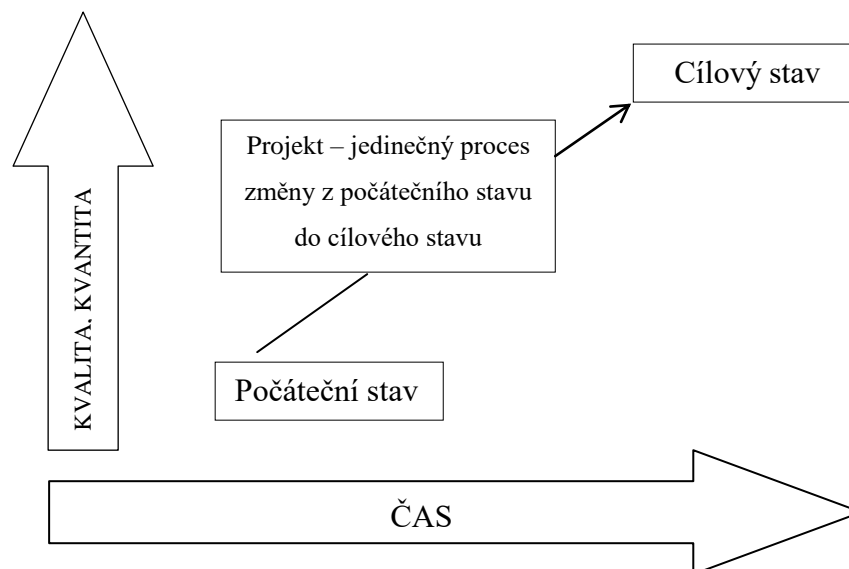 Cílový stav
Projekt – jedinečný proces
změny z počátečního stavu
do cílového stavu
KVALITA, KVANTITA
Počáteční stav
ČAS